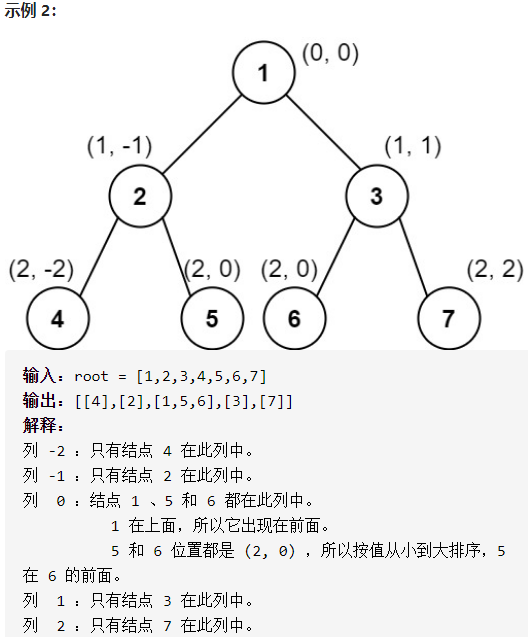 示例 2：
1 (0, 0)
(1, -1) (1, 1)
2 3
(2, -2) (2, 0) (2, 0) (2, 2)
4 5 6 7
输入：root = [1,2,3,4,5,6,7]
输出：[[4],[2],[1,5,6],[3],[7]]
解释：
列 -2 ：只有结点 4 在此列中。
列 -1 ：只有结点 2 在此列中。
列  0 ：结点 1 、5 和 6 都在此列中。
1 在上面，所以它出现在前面。
5 和 6 位置都是 (2, 0) ，所以按值从小到大排序，5
在 6 的前面。
列  1 ：只有结点 3 在此列中。
列  2 ：只有结点 7 在此列中。